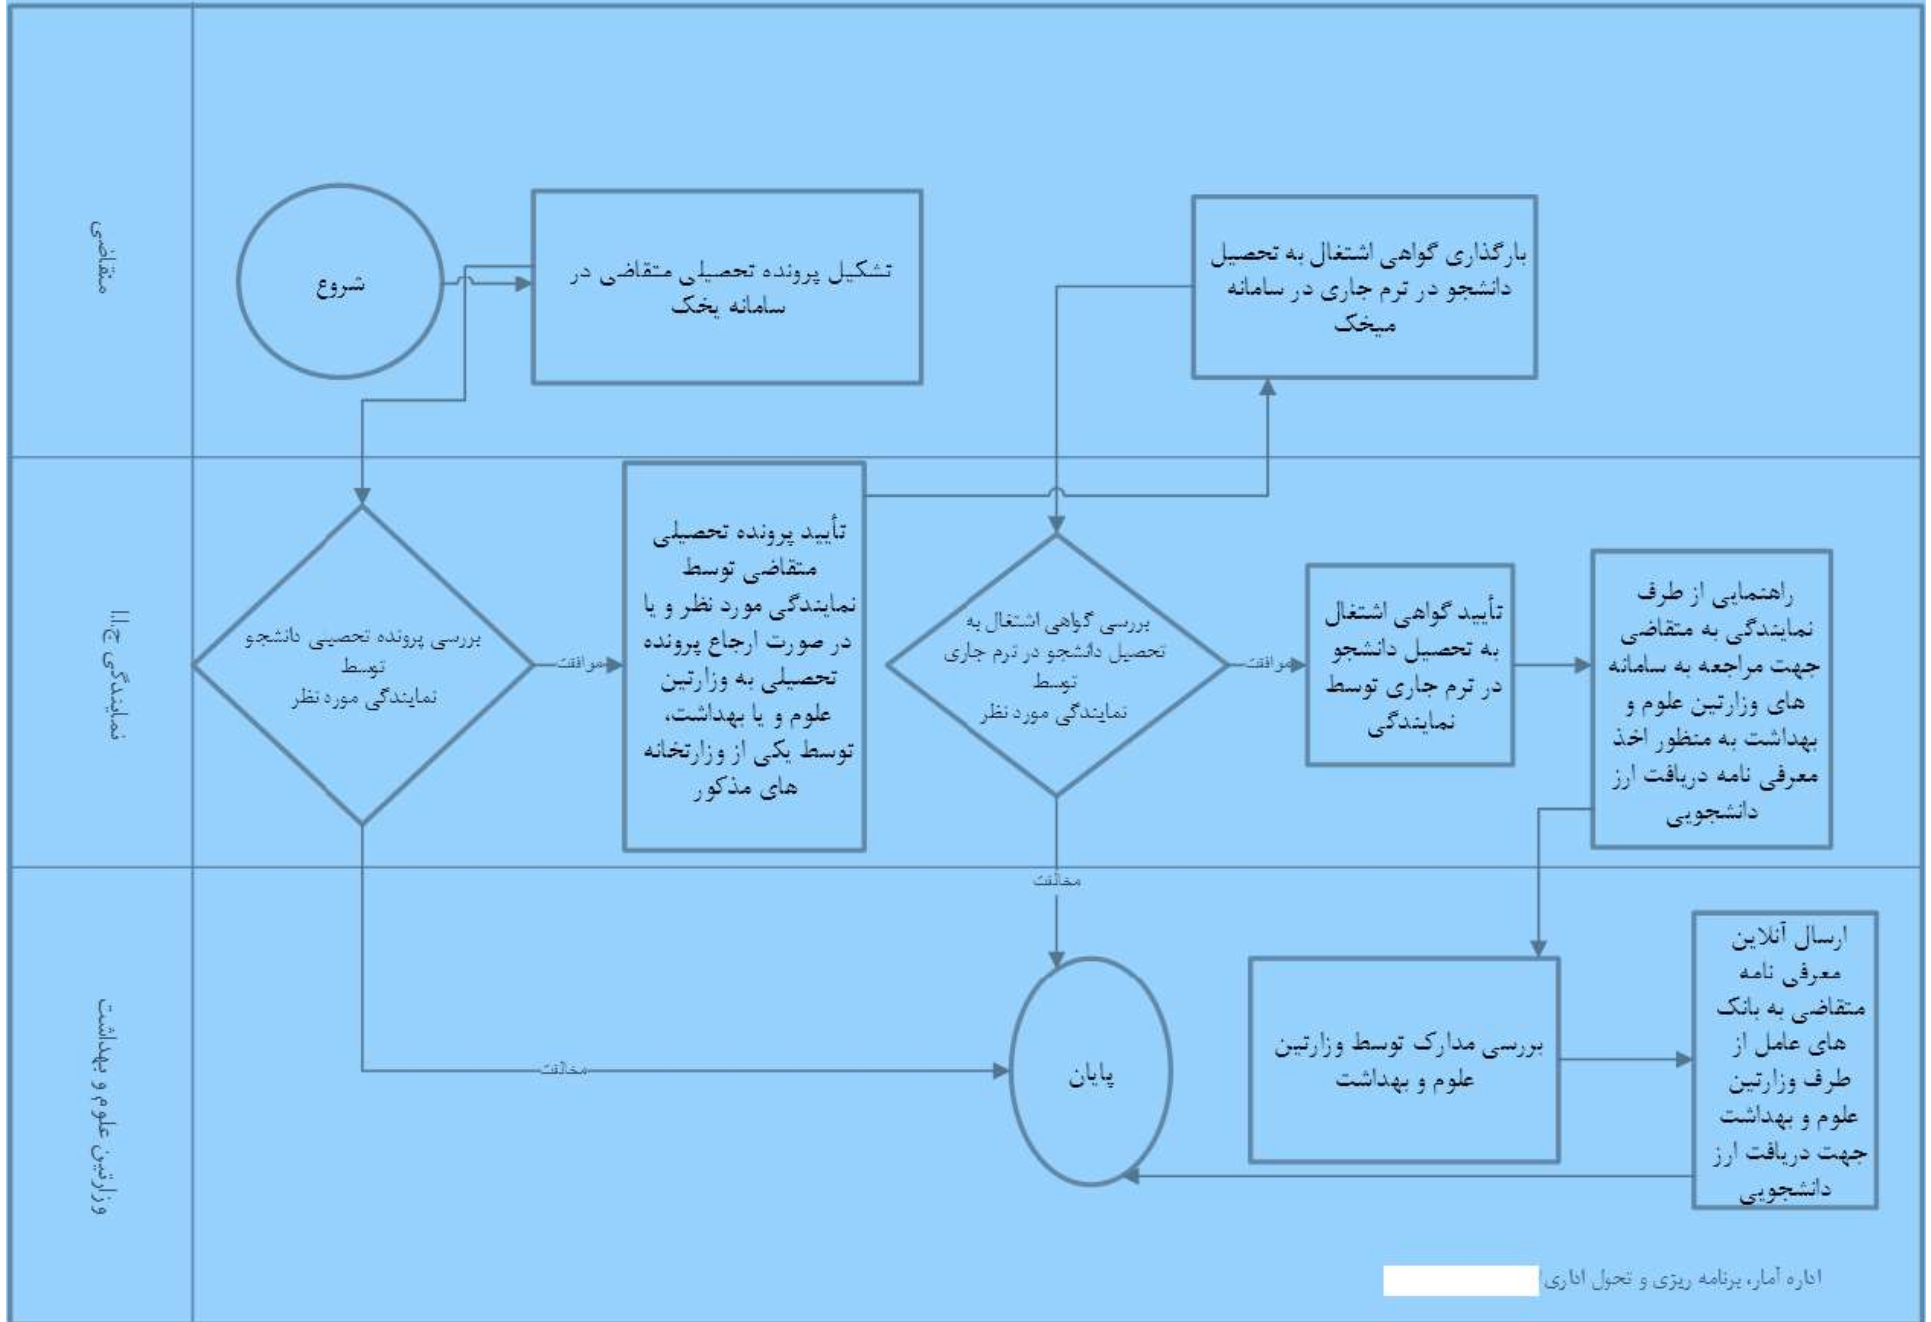 متقاضی
شروع
تشکیل پرونده تحصیلی متقاضی در
سامانه یخک
بارگذاری گواهی اشتغال به تحصیل
دانشجو در ترم جاری در سامانه
میخک
نمایندگی ج.ا.ا
بررسی پرونده تحصیلی دانشجو
توسط
نمایندگی مورد نظر
موافقت
تأیید پرونده تحصیلی
متقاضی توسط
نمایندگی مورد نظر و یا
در صورت ارجاع پرونده
تحصیلی به وزارتین
علوم و یا بهداشت،
توسط یکی از وزارتخانه
های مذکور
بررسی گواهی اشتغال به
تحصیل دانشجو در ترم جاری
توسط
نمایندگی مورد نظر
موافقت
تأیید گواهی اشتغال
به تحصیل دانشجو
در ترم جاری توسط
نمایندگی
راهنمایی از طرف
نمایندگی به متقاضی
جهت مراجعه به سامانه
های وزارتین علوم و
بهداشت به منظور اخذ
معرفی نامه دریافت ارز
دانشجویی
وزارتین علوم و بهداشت
مخالفت
مخالفت
پایان
بررسی مدارک توسط وزارتین
علوم و بهداشت
ارسال آنلاین
معرفی نامه
متقاضی به بانک
های عامل از
طرف وزارتین
علوم و بهداشت
جهت دریافت ارز
دانشجویی
اداره آمار، برنامه ریزی و تحول اداری